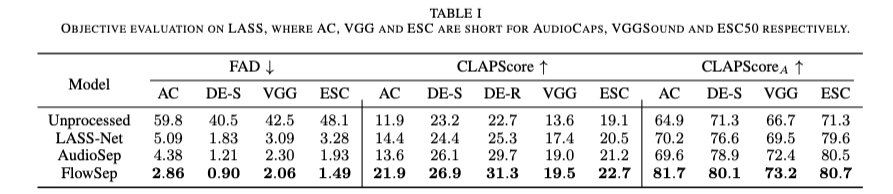 TABLE I
OBJECTIVE EVALUATION ON LASS, WHERE AC, VGG AND ESC ARE SHORT FOR AUDIOCAPS, VGGSOUND AND ESC50 RESPECTIVELY.
Model FAD ↓ CLAPScore ↑ CLAPScoreA ↑
AC DE-S VGG ESC AC DE-S DE-R VGG ESC AC DE-S VGG ESC
Unprocessed 59.8 40.5 42.5 48.1 11.9 23.2 22.7 13.6 19.1 64.9 71.3 66.7 71.3
LASS-Net 5.09 1.83 3.09 3.28 14.4 24.4 25.3 17.4 20.5 70.2 76.6 69.5 79.6
AudioSep 4.38 1.21 2.30 1.93 13.6 26.1 29.7 19.0 21.2 69.6 78.9 72.4 80.5
FlowSep 2.86 0.90 2.06 1.49 21.9 26.9 31.3 19.5 22.7 81.7 80.1 73.2 80.7